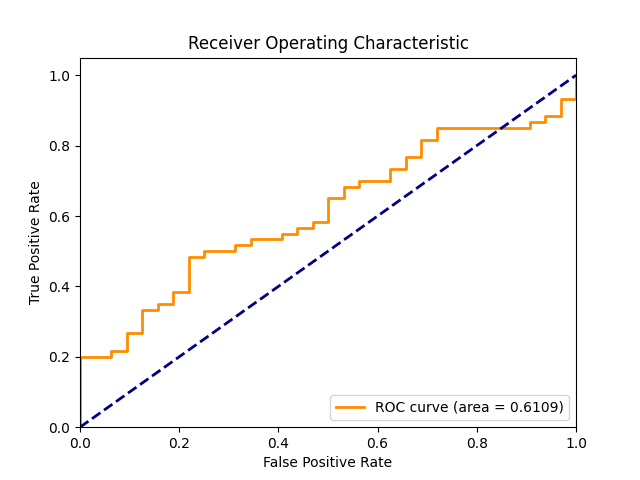 Receiver Operating Characteristic
1.0
0.8
0.6
0.4
0.2
0.0
True Positive Rate
ROC curve (area = 0.6109)
0.0 0.2 0.4 0.6 0.8 1.0
False Positive Rate